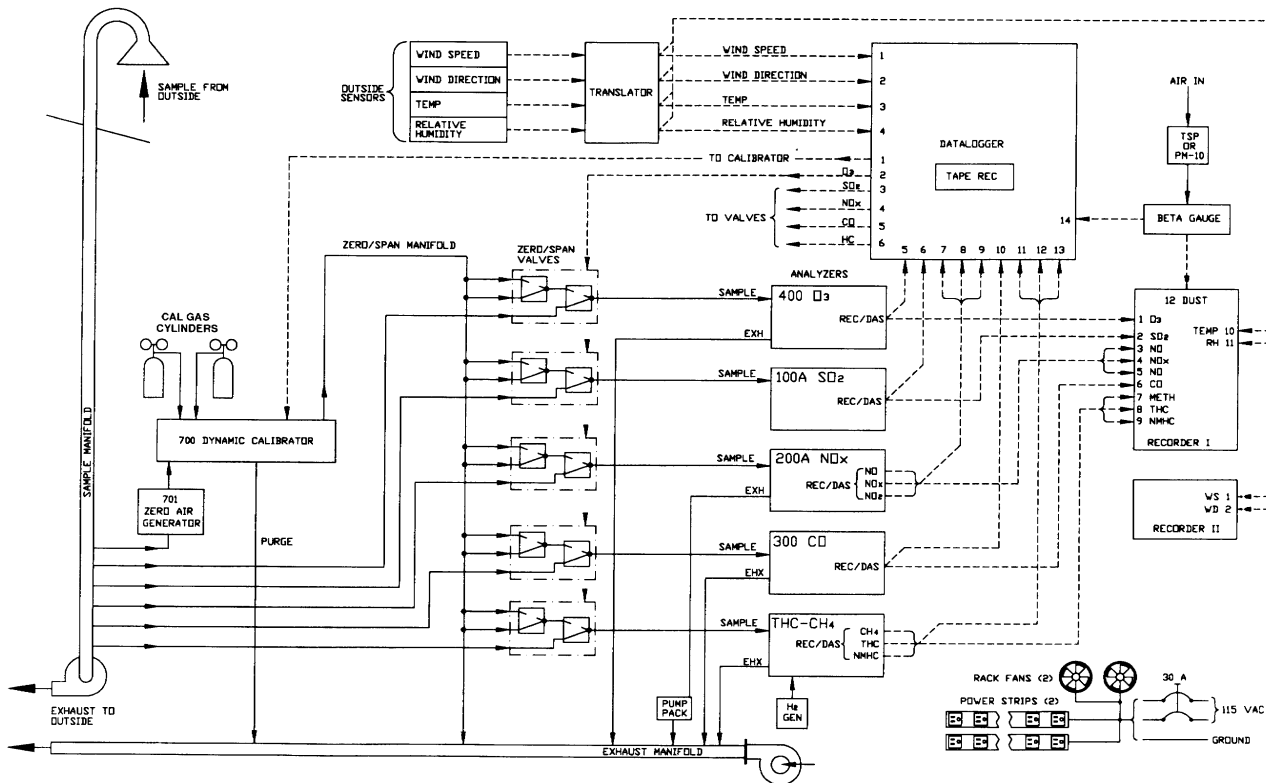 SAMPLE FROM
OUTSIDE
OUTSIDE
SENSORS
WIND SPEED
WIND DIRECTION
TEMP
RELATIVE
HUMIDITY
TRANSLATOR
WIND SPEED
WIND DIRECTION
TEMP
RELATIVE HUMIDITY
1
2
3
4
DATALOGGER
TAPE REC
TO CALIBRATOR
O3
SO2
NOx
CO
HC
TO VALVES
1
2
3
4
5
6
14
5 6 7 8 9 10 11 12 13
AIR IN
TSP
OR
PM-10
BETA GAUGE
ZERO/SPAN MANIFOLD
ZERO/SPAN
VALVES
ANALYZERS
SAMPLE
400 O3
REC/DAS
EXH
SAMPLE
100A SO2
REC/DAS
SAMPLE
200A NOx
REC/DAS
NO
NOx
NO2
EXH
SAMPLE
300 CO
REC/DAS
EHX
SAMPLE
THC-CH4
REC/DAS
CH4
THC
NMHC
EHX
12 DUST
1 O3
2 SO2
3 NO
4 NOx
5 NO
6 CO
7 METH
8 THC
9 NMHC
TEMP 10
RH 11
RECORDER I
WS 1
WD 2
RECORDER II
CAL GAS
CYLINDERS
700 DYNAMIC CALIBRATOR
SAMPLE MANIFOLD
701
ZERO AIR
GENERATOR
PURGE
EXHAUST TO
OUTSIDE
PUMP
PACK
H2
GEN
EXHAUST MANIFOLD
RACK FANS (2)
30 A
POWER STRIPS (2)
115 VAC
GROUND